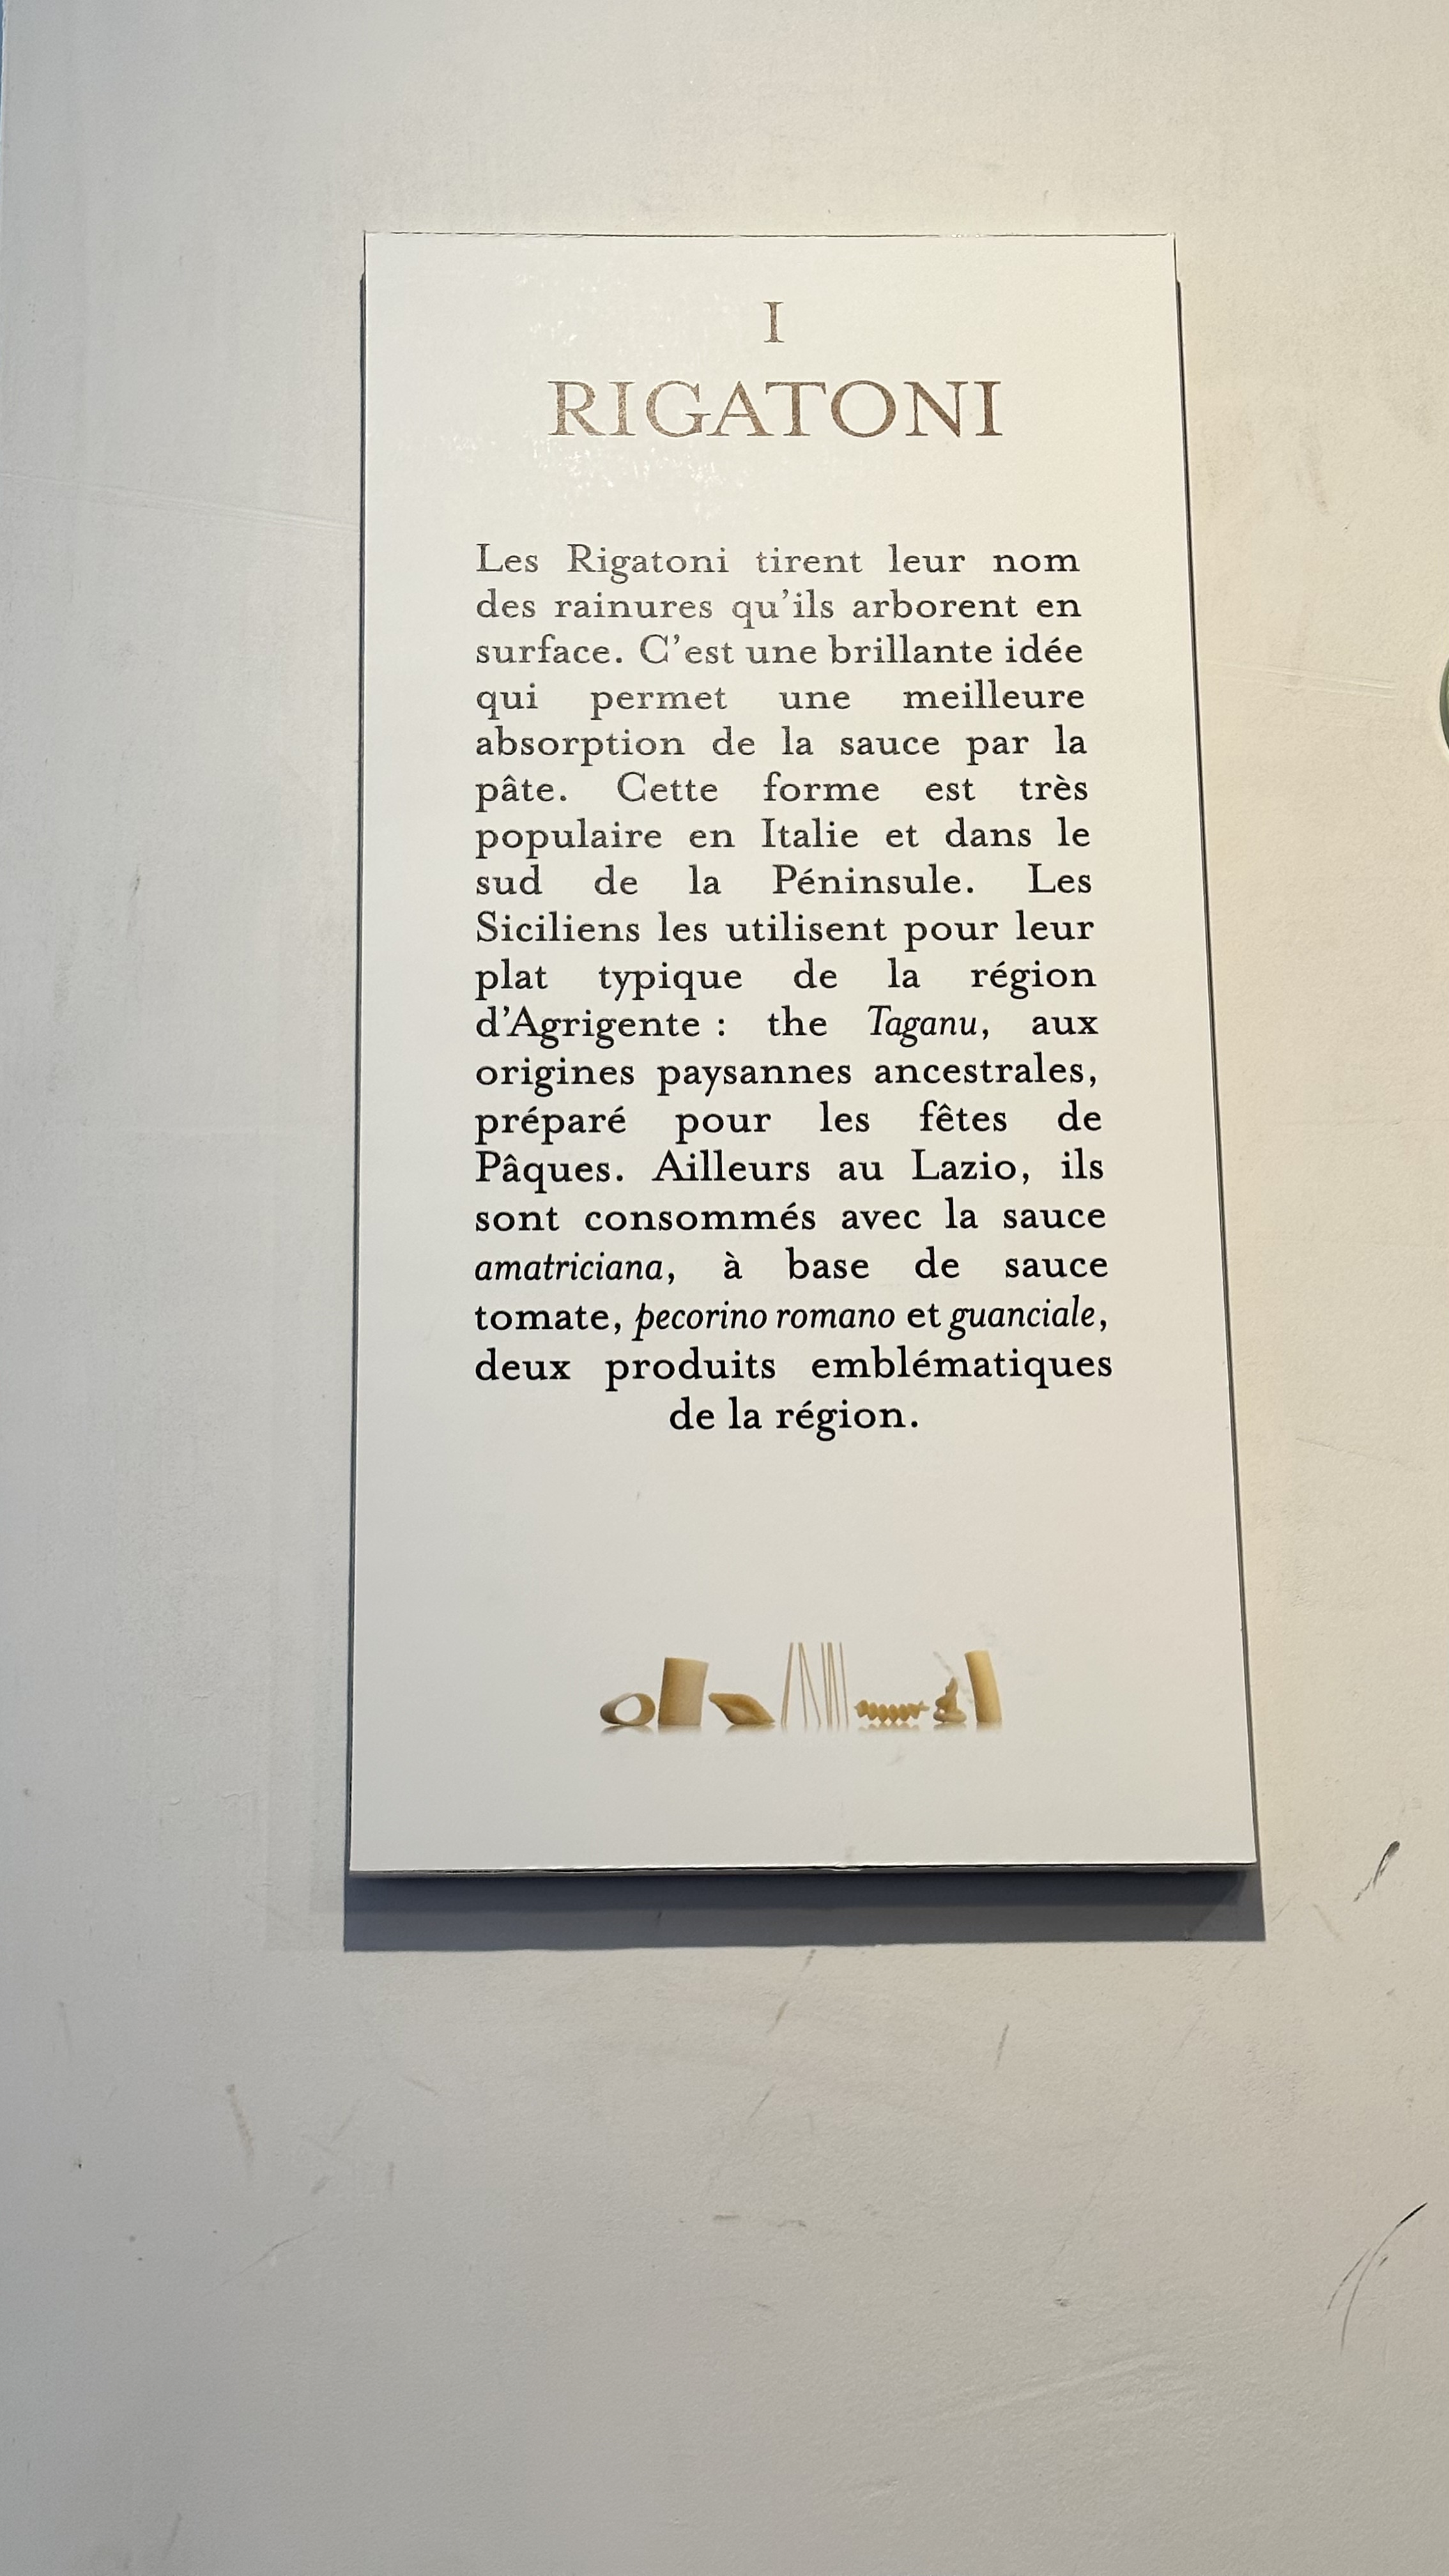 I
RIGATONI
Les Rigatoni tirent leur nom
des rainures qu'ils arborent en
surface. C'est une brillante idée
qui permet une meilleure
absorption de la sauce par la
pâte. Cette forme est très
populaire en Italie et dans le
sud de la Péninsule. Les
Siciliens les utilisent pour leur
plat typique de la région
d'Agrigente : the Taganu, aux
origines paysannes ancestrales,
préparé pour les fêtes de
Pâques. Ailleurs au Lazio, ils
sont consommés avec la sauce
amatriciana, à base de sauce
tomate, pecorino romano et guanciale,
deux produits emblématiques
de la région.